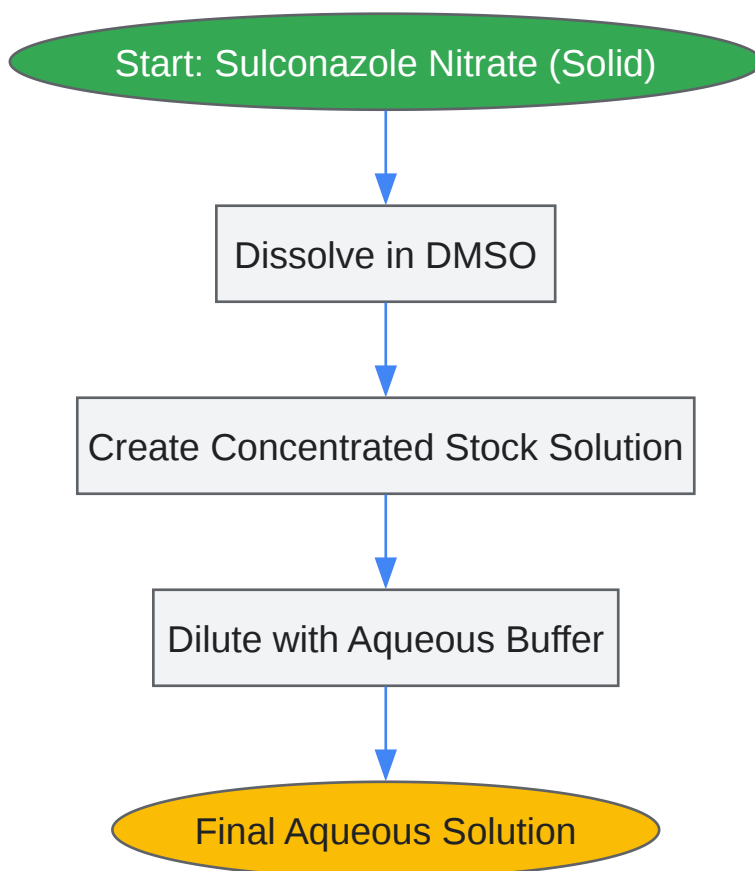 Start: Sulconazole Nitrate (Solid)
Dissolve in DMSO
Create Concentrated Stock Solution
Dilute with Aqueous Buffer
Final Aqueous Solution